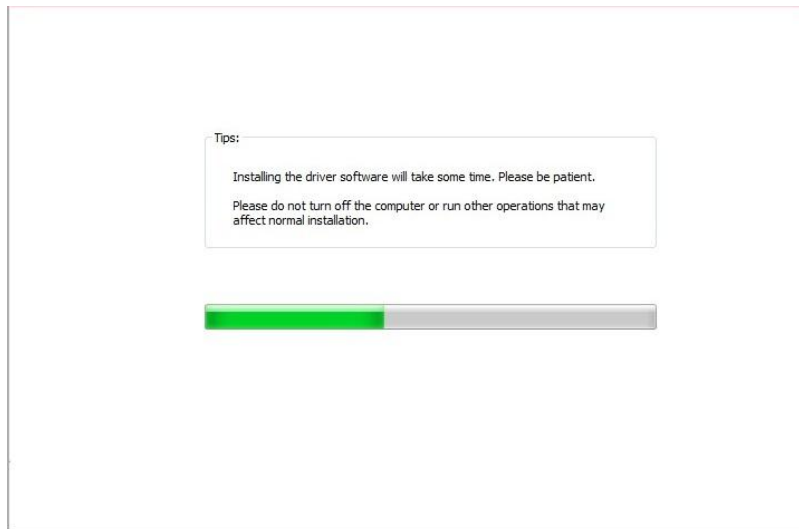 Tips:
Installing the driver software will take some time. Please be patient.
Please do not turn off the computer or run other operations that may
affect normal installation.